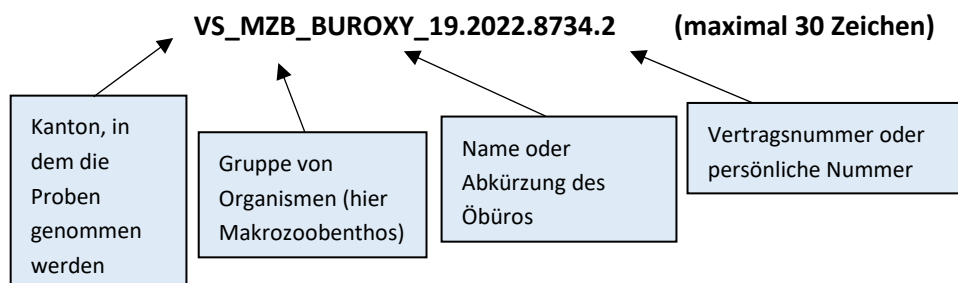 VS_MZB_BUROXY_19.2022.8734.2 (maximal 30 Zeichen)
Kanton, in
dem die
Proben
genommen
werden
Gruppe von
Organismen (hier
Makrozoobenthos)
Name oder
Abkürzung des
Öbüros
Vertragsnummer oder
persönliche Nummer